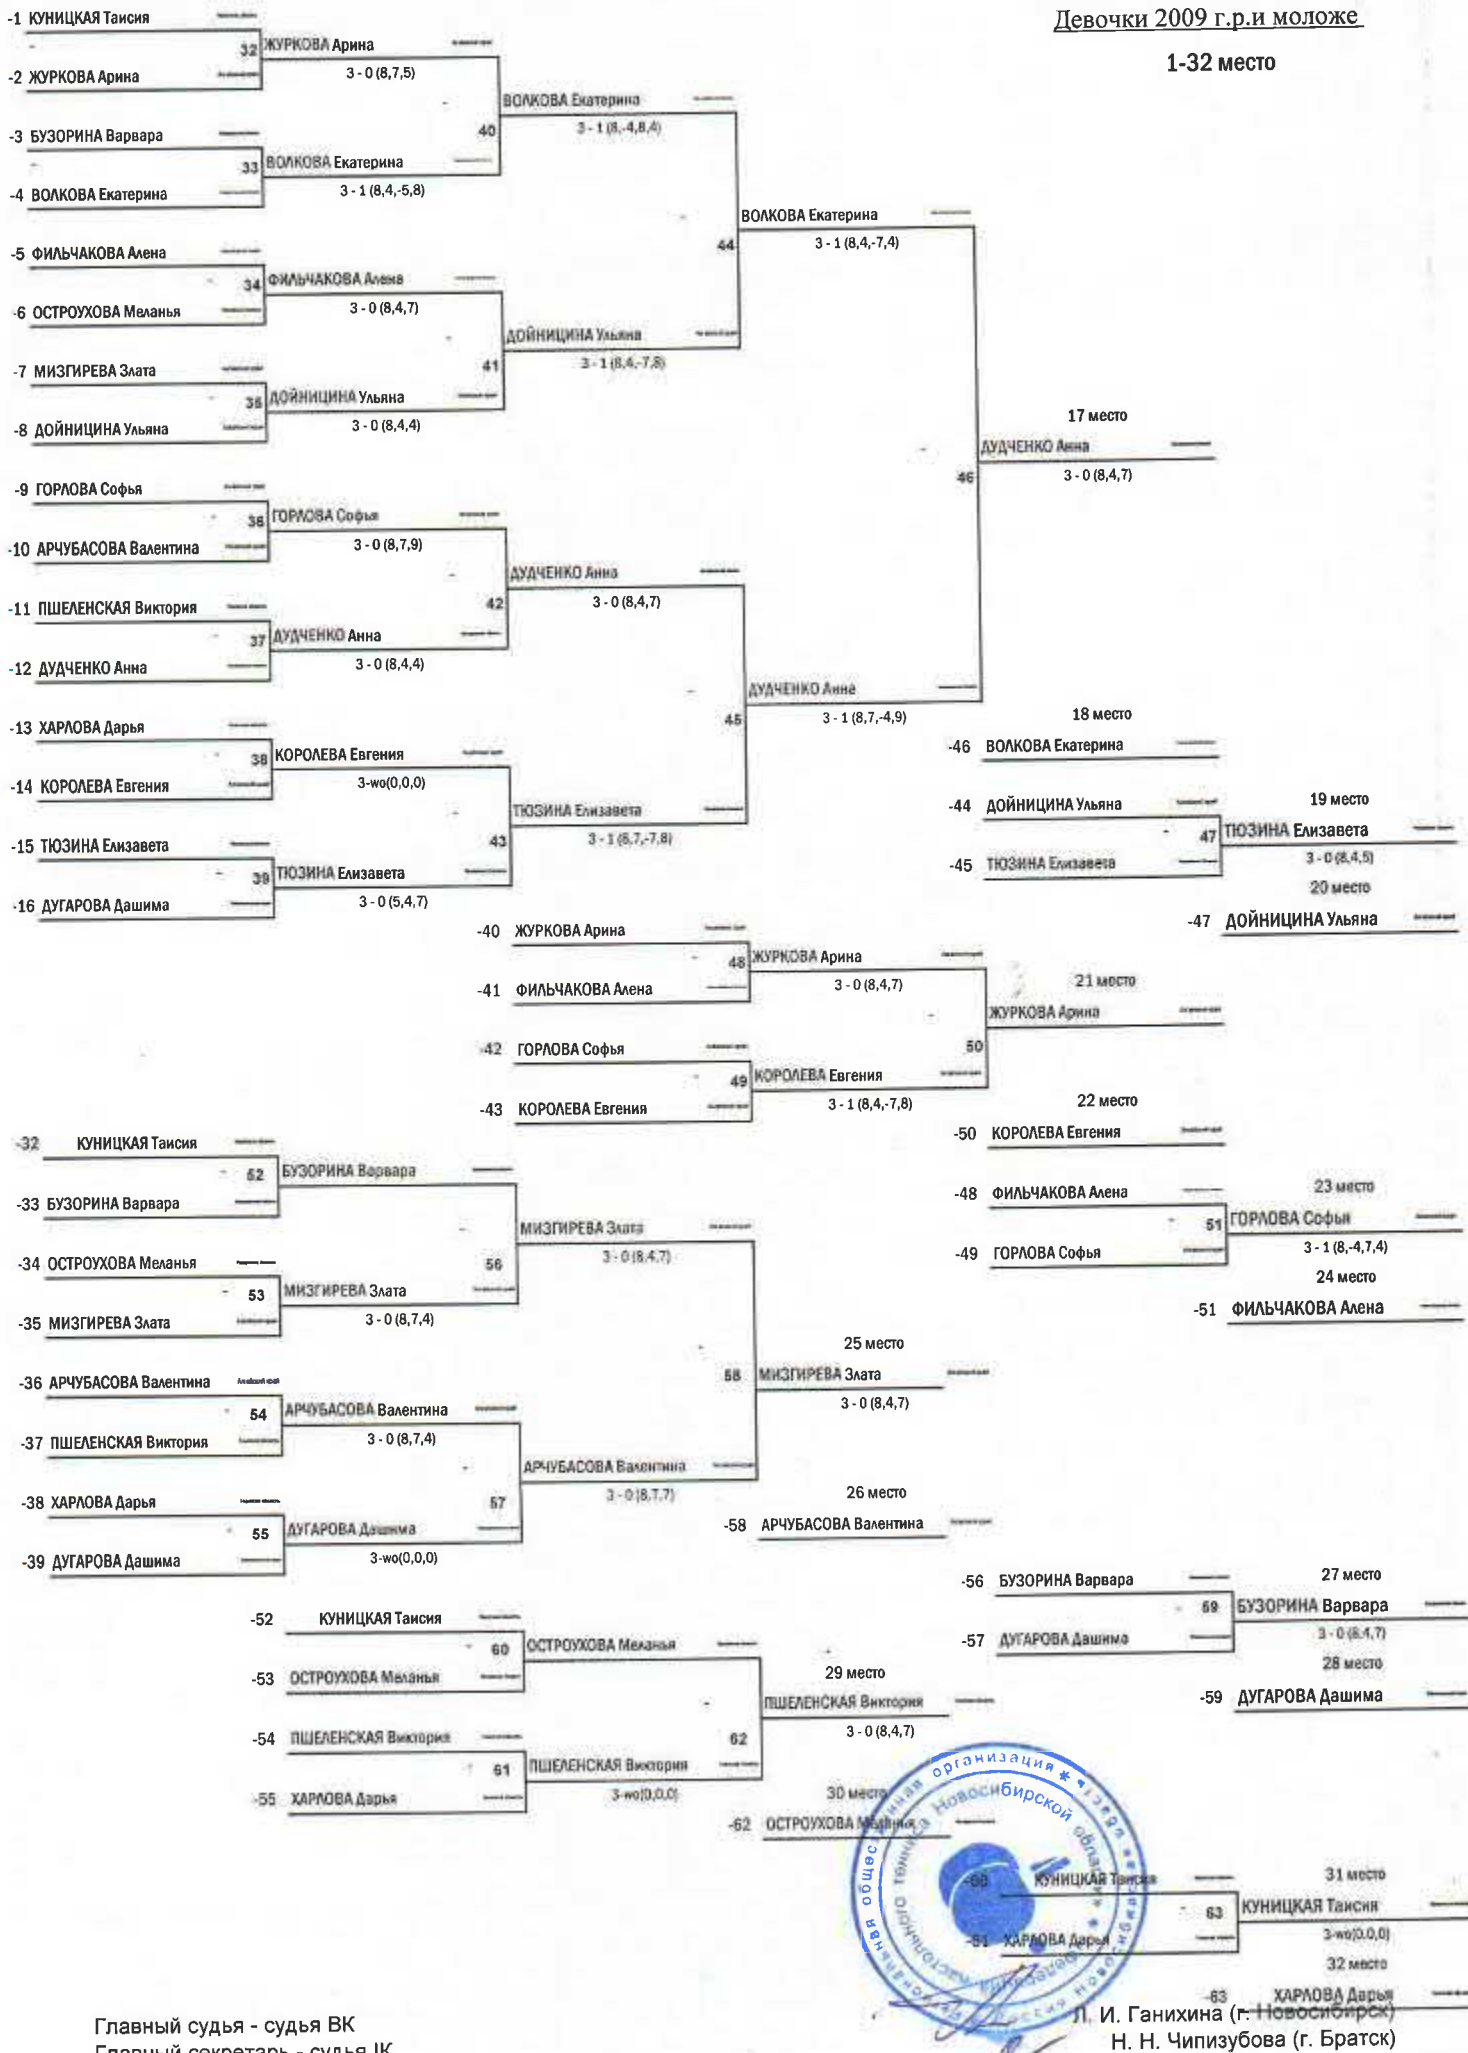 Девочки 2009 г.р.и моложе
1-32 место
-1 КУНИЦКАЯ Таисия
32 ЖУРКОВА Арина
-2 ЖУРКОВА Арина
3 - 0 (8,7,5)
40 ВОЛКОВА Екатерина
3 - 1 (8,-4,8,4)
-3 БУЗОРИНА Варвара
33 ВОЛКОВА Екатерина
-4 ВОЛКОВА Екатерина
3 - 1 (8,4,-5,8)
44 ВОЛКОВА Екатерина
3 - 1 (8,4,-7,4)
-5 ФИЛЬЧАКОВА Алена
34 ФИЛЬЧАКОВА Алена
-6 ОСТРОУХОВА Меланья
3 - 0 (8,4,7)
41 ДОЙНИЦИНА Ульяна
3 - 1 (8,4,-7,8)
-7 МИЗГИРЕВА Злата
35 ДОЙНИЦИНА Ульяна
-8 ДОЙНИЦИНА Ульяна
3 - 0 (8,4,4)
17 место
46 ДУДЧЕНКО Анна
3 - 0 (8,4,7)
-9 ГОРЛОВА Софья
36 ГОРЛОВА Софья
-10 АРЧУБАСОВА Валентина
3 - 0 (8,7,9)
42 ДУДЧЕНКО Анна
3 - 0 (8,4,7)
-11 ПШЕЛЕНСКАЯ Виктория
37 ДУДЧЕНКО Анна
-12 ДУДЧЕНКО Анна
3 - 0 (8,4,4)
45 ДУДЧЕНКО Анна
3 - 1 (8,7,-4,9)
-13 ХАРЛОВА Дарья
38 КОРОЛЕВА Евгения
-14 КОРОЛЕВА Евгения
3-wo(0,0,0)
43 ТЮЗИНА Елизавета
3 - 1 (6,7,-7,8)
-15 ТЮЗИНА Елизавета
39 ТЮЗИНА Елизавета
-16 ДУГАРОВА Дашима
3 - 0 (5,4,7)
18 место
-46 ВОЛКОВА Екатерина
-44 ДОЙНИЦИНА Ульяна
19 место
47 ТЮЗИНА Елизавета
-45 ТЮЗИНА Елизавета
3 - 0 (8,4,5)
20 место
-47 ДОЙНИЦИНА Ульяна
-40 ЖУРКОВА Арина
48 ЖУРКОВА Арина
-41 ФИЛЬЧАКОВА Алена
3 - 0 (8,4,7)
21 место
50 ЖУРКОВА Арина
-42 ГОРЛОВА Софья
49 КОРОЛЕВА Евгения
-43 КОРОЛЕВА Евгения
3 - 1 (8,4,-7,8)
22 место
-50 КОРОЛЕВА Евгения
-48 ФИЛЬЧАКОВА Алена
23 место
51 ГОРЛОВА Софья
-49 ГОРЛОВА Софья
3 - 1 (8,-4,7,4)
24 место
-51 ФИЛЬЧАКОВА Алена
-32 КУНИЦКАЯ Таисия
52 БУЗОРИНА Варвара
-33 БУЗОРИНА Варвара
56 МИЗГИРЕВА Злата
3 - 0 (8,4,7)
-34 ОСТРОУХОВА Меланья
53 МИЗГИРЕВА Злата
-35 МИЗГИРЕВА Злата
3 - 0 (8,7,4)
25 место
58 МИЗГИРЕВА Злата
3 - 0 (8,4,7)
-36 АРЧУБАСОВА Валентина
54 АРЧУБАСОВА Валентина
-37 ПШЕЛЕНСКАЯ Виктория
3 - 0 (8,7,4)
57 АРЧУБАСОВА Валентина
3 - 0 (8,7,7)
-38 ХАРЛОВА Дарья
55 ДУГАРОВА Дашима
-39 ДУГАРОВА Дашима
3-wo(0,0,0)
26 место
-58 АРЧУБАСОВА Валентина
-56 БУЗОРИНА Варвара
27 место
59 БУЗОРИНА Варвара
-57 ДУГАРОВА Дашима
3 - 0 (8,4,7)
28 место
-59 ДУГАРОВА Дашима
-52 КУНИЦКАЯ Таисия
60 ОСТРОУХОВА Меланья
-53 ОСТРОУХОВА Меланья
29 место
62 ПШЕЛЕНСКАЯ Виктория
3 - 0 (8,4,7)
-54 ПШЕЛЕНСКАЯ Виктория
61 ПШЕЛЕНСКАЯ Виктория
-55 ХАРЛОВА Дарья
3-wo(0,0,0)
30 место
-62 ОСТРОУХОВА Меланья
-60 КУНИЦКАЯ Таисия
31 место
63 КУНИЦКАЯ Таисия
-61 ХАРЛОВА Дарья
3-wo(0,0,0)
32 место
-63 ХАРЛОВА Дарья
общественная организация
настольного тенниса Новосибирской области
Главный судья - судья ВК
Л. И. Ганихина (г. Новосибирск)
Главный секретарь - судья IК
Н. Н. Чипизубова (г. Братск)